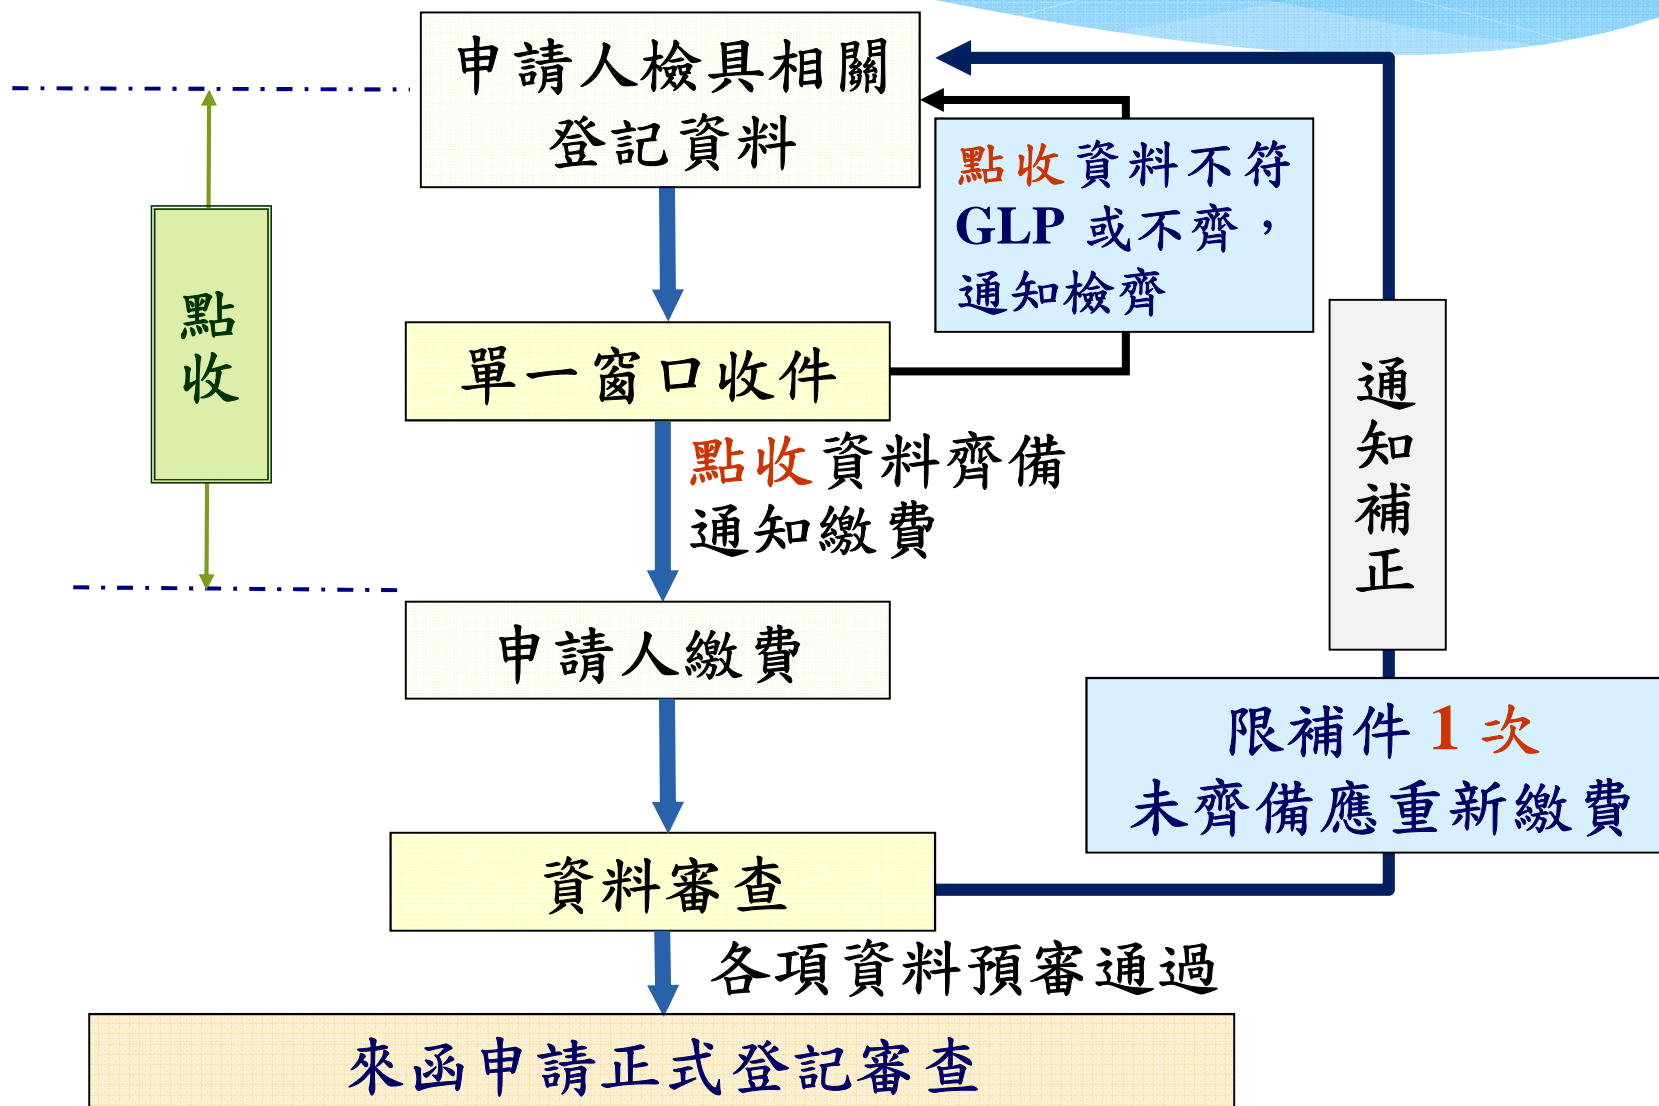 申請人檢具相關
登記資料
點收資料不符
GLP 或不齊，
通知檢齊
點
收
單一窗口收件
點收資料齊備
通知繳費
通
知
補
正
申請人繳費
限補件 1 次
未齊備應重新繳費
資料審查
各項資料預審通過
來函申請正式登記審查